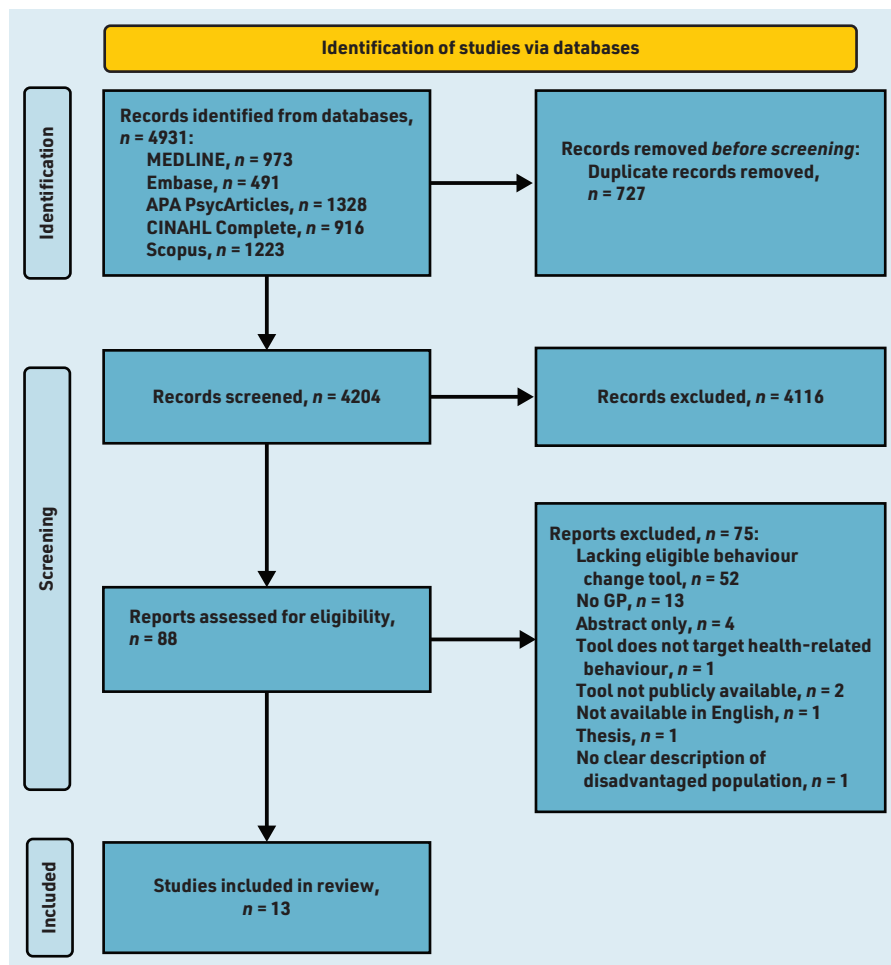 Identification of studies via databases
Identification
Records identified from databases,
n = 4931:
MEDLINE, n = 973
Embase, n = 491
APA PsycArticles, n = 1328
CINAHL Complete, n = 916
Scopus, n = 1223
Records removed before screening:
Duplicate records removed,
n = 727
Screening
Records screened, n = 4204
Records excluded, n = 4116
Reports assessed for eligibility,
n = 88
Reports excluded, n = 75:
Lacking eligible behaviour
change tool, n = 52
No GP, n = 13
Abstract only, n = 4
Tool does not target health-related
behaviour, n = 1
Tool not publicly available, n = 2
Not available in English, n = 1
Thesis, n = 1
No clear description of
disadvantaged population, n = 1
Included
Studies included in review,
n = 13